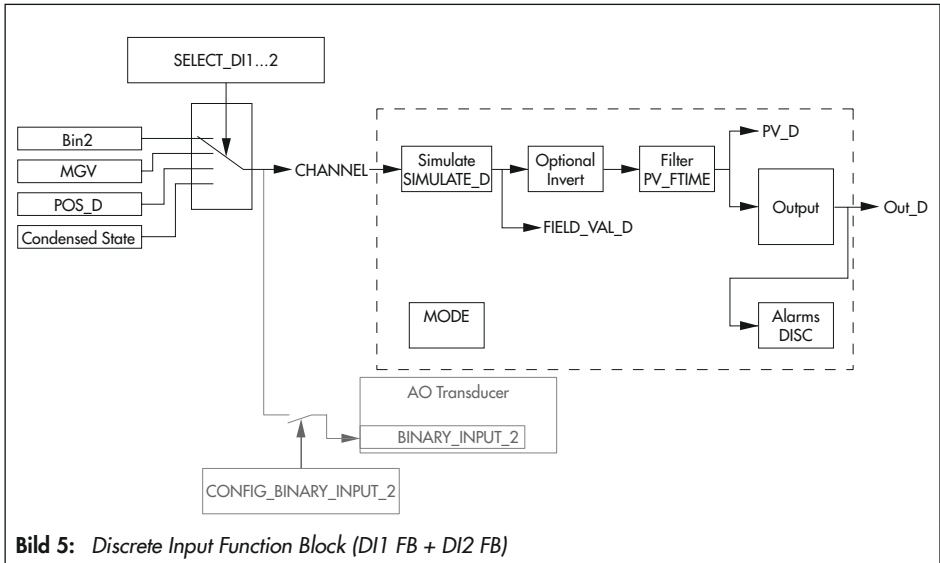 SELECT_DI1...2
Bin2
MGV
POS_D
Condensed State
CHANNEL
Simulate
SIMULATE_D
Optional
Invert
Filter
PV_FTIME
PV_D
Output
Out_D
FIELD_VAL_D
MODE
Alarms
DISC
AO Transducer
BINARY_INPUT_2
CONFIG_BINARY_INPUT_2
Bild 5: Discrete Input Function Block (DI1 FB + DI2 FB)